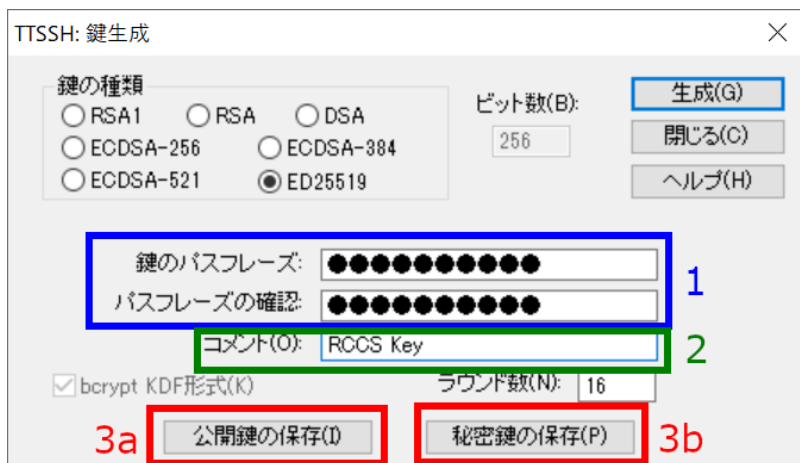 TTSSH: 鍵生成
鍵の種類
RSA1 RSA DSA
ECDSA-256 ECDSA-384
ECDSA-521 ED25519
ビット数(B):
256
生成(G)
閉じる(C)
ヘルプ(H)
鍵のパスフレーズ: ●●●●●●●●●●
パスフレーズの確認: ●●●●●●●●●●
1
コメント(O): RCCS Key
2
bcrypt KDF形式(K) ラウンド数(N): 16
3a 公開鍵の保存(I) 秘密鍵の保存(P) 3b